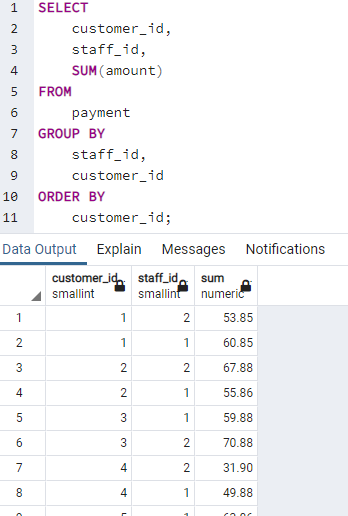 1 SELECT
2 customer_id,
3 staff_id,
4 SUM(amount)
5 FROM
6 payment
7 GROUP BY
8 staff_id,
9 customer_id
10 ORDER BY
11 customer_id;
Data Output Explain Messages Notifications
customer_id staff_id sum
smallint smallint numeric
1 1 2 53.85
2 1 1 60.85
3 2 2 67.88
4 2 1 55.86
5 3 1 59.88
6 3 2 70.88
7 4 2 31.90
8 4 1 49.88